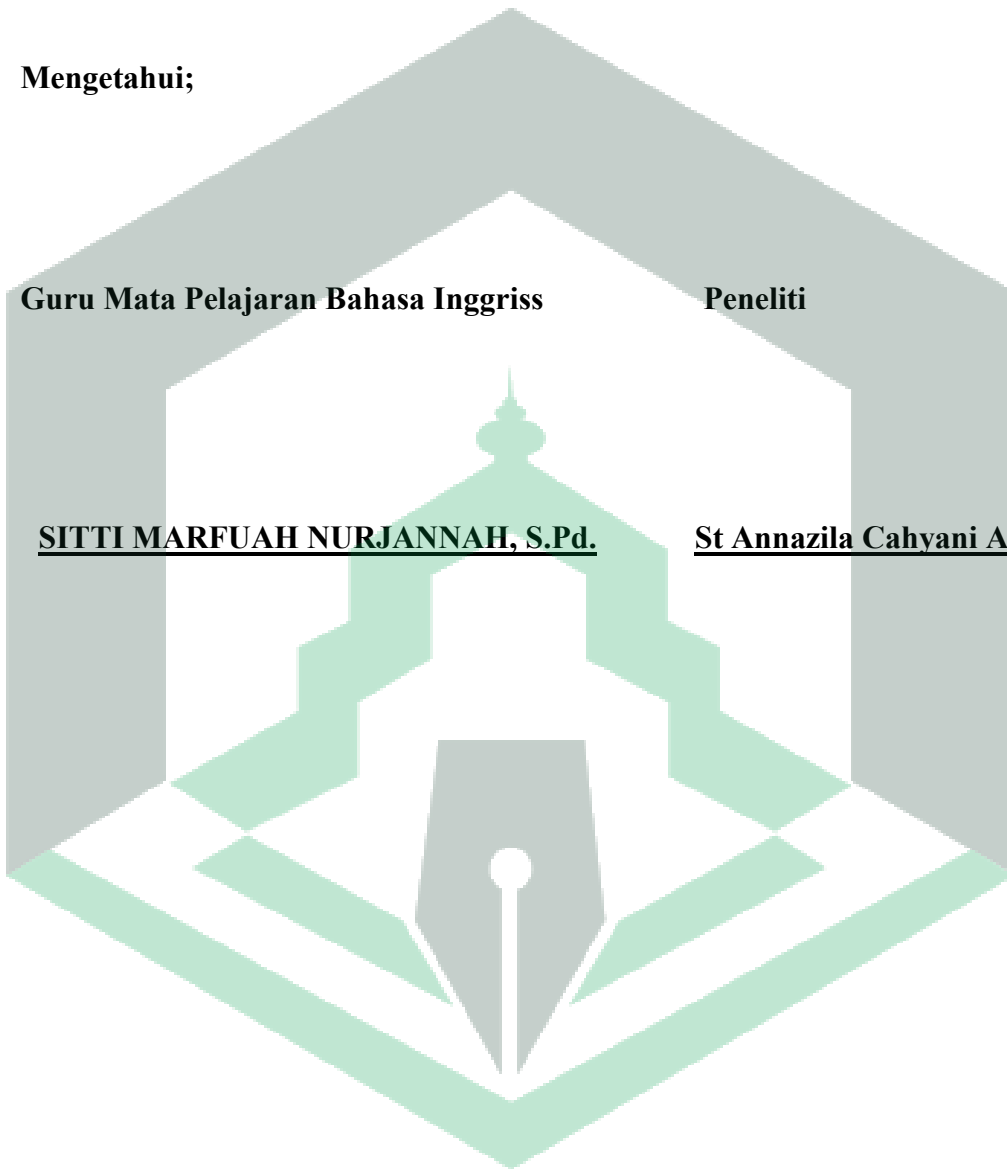 Mengetahui;
Guru Mata Pelajaran Bahasa Inggriss Peneliti
SITTI MARFUAH NURJANNAH, S.Pd. St Annazila Cahyani A